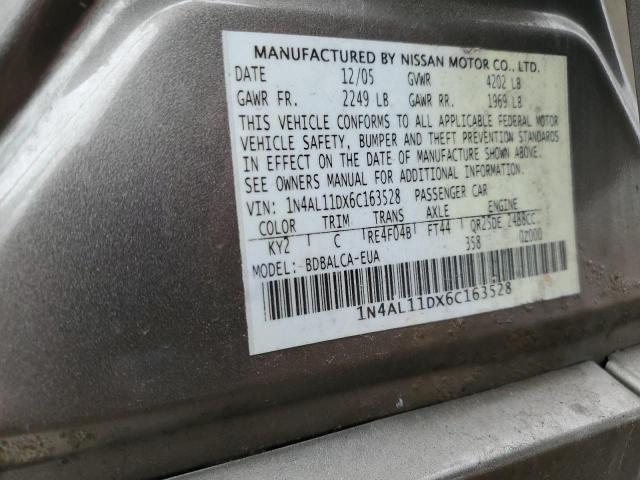 MANUFACTURED BY NISSAN MOTOR CO., LTD.
DATE 12/05 GVWR 4202 LB
GAWR FR. 2249 LB GAWR RR. 1969 LB
THIS VEHICLE CONFORMS TO ALL APPLICABLE FEDERAL MOTOR
VEHICLE SAFETY, BUMPER AND THEFT PREVENTION STANDARDS
IN EFFECT ON THE DATE OF MANUFACTURE SHOWN ABOVE.
SEE OWNERS MANUAL FOR ADDITIONAL INFORMATION.
VIN: 1N4AL11DX6C163528 PASSENGER CAR
COLOR TRIM TRANS AXLE ENGINE
KY2 C RE4F04B FT44 QR25DE 2488CC
358 02000
MODEL: BDBALCA-EUA
1N4AL11DX6C163528